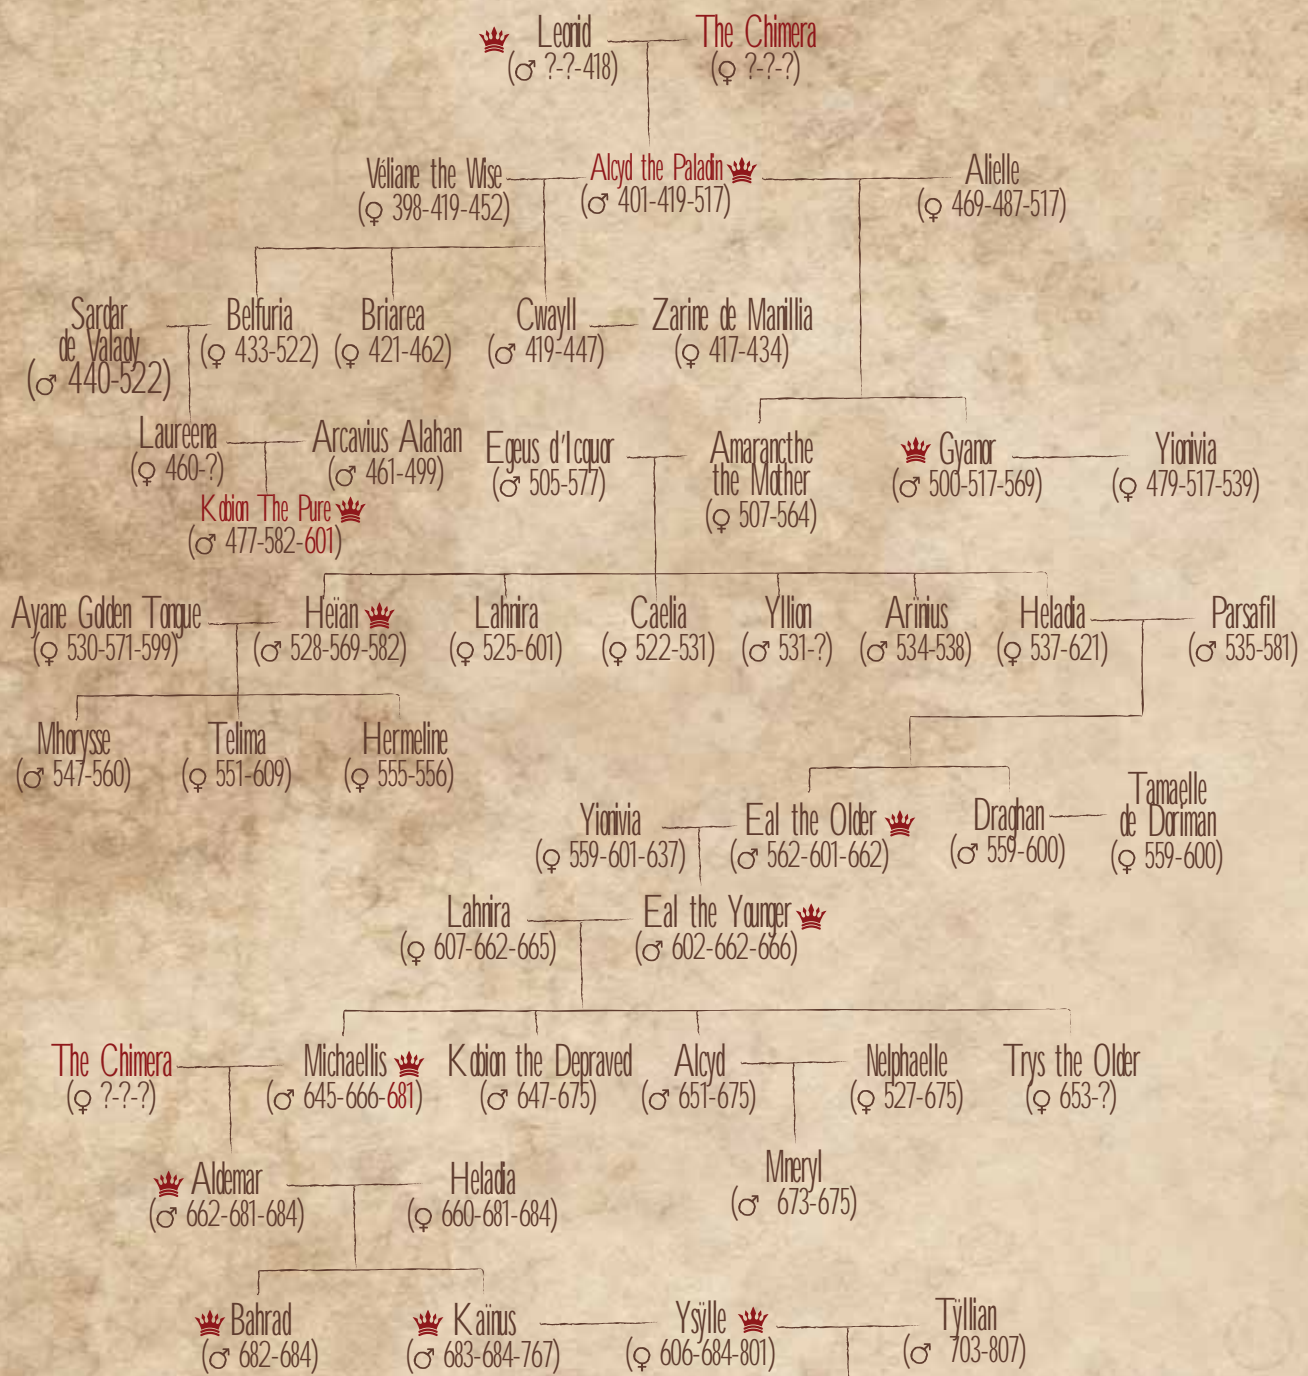 Leonid
The Chimera
(♂ ?-?-418)
(♀ ?-?-?)
Véliane the Wise
Alcyd the Paladin
Alielle
(♀ 398-419-452)
(♂ 401-419-517)
(♀ 469-487-517)
Sardar
de Valady
(♂ 440-522)
Belfuria
(♀ 433-522)
Briarea
(♀ 421-462)
Cwayll
(♂ 419-447)
Zarine de Manillia
(♀ 417-434)
Laureena
(♀ 460-?)
Arcavius Alahan
(♂ 461-499)
Egeus d'Icquor
(♂ 505-577)
Amarancthe
the Mother
(♀ 507-564)
Gyanor
(♂ 500-517-569)
Yionivia
(♀ 479-517-539)
Kobion The Pure
(♂ 477-582-601)
Ayane Golden Tongue
(♀ 530-571-599)
Heïan
(♂ 528-569-582)
Lahnira
(♀ 525-601)
Caelia
(♀ 522-531)
Yllion
(♂ 531-?)
Arïnius
(♂ 534-538)
Heladia
(♀ 537-621)
Parsafil
(♂ 535-581)
Mhorysse
(♂ 547-560)
Telima
(♀ 551-609)
Hermeline
(♀ 555-556)
Yionivia
(♀ 559-601-637)
Eal the Older
(♂ 562-601-662)
Draghan
(♂ 559-600)
Tamaelle
de Doriman
(♀ 559-600)
Lahnira
(♀ 607-662-665)
Eal the Younger
(♂ 602-662-666)
The Chimera
(♀ ?-?-?)
Michaellis
(♂ 645-666-681)
Kobion the Depraved
(♂ 647-675)
Alcyd
(♂ 651-675)
Nelphaelle
(♀ 527-675)
Trys the Older
(♀ 653-?)
Aldemar
(♂ 662-681-684)
Heladia
(♀ 660-681-684)
Mneryl
(♂ 673-675)
Bahrad
(♂ 682-684)
Kaïnus
(♂ 683-684-767)
Ysÿlle
(♀ 606-684-801)
Tÿllian
(♂ 703-807)